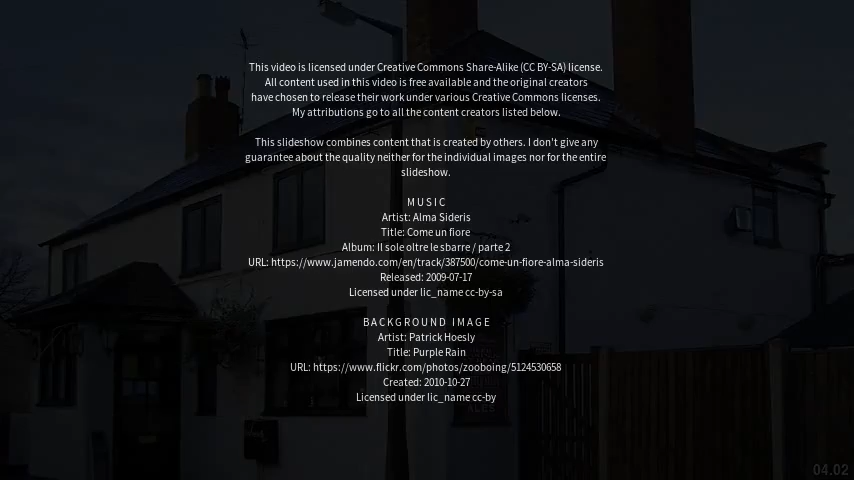 This video is licensed under Creative Commons Share-Alike (CC BY-SA) license.
All content used in this video is free available and the original creators
have chosen to release their work under various Creative Commons licenses.
My attributions go to all the content creators listed below.
This slideshow combines content that is created by others. I don't give any
guarantee about the quality neither for the individual images nor for the entire
slideshow.
MUSIC
Artist: Alma Sideris
Title: Come un fiore
Album: Il sole oltre le sbarre / parte 2
URL: https://www.jamendo.com/en/track/387500/come-un-fiore-alma-sideris
Released: 2009-07-17
Licensed under lic_name cc-by-sa
BACKGROUND IMAGE
Artist: Patrick Hoesly
Title: Purple Rain
URL: https://www.flickr.com/photos/zooboing/5124530658
Created: 2010-10-27
Licensed under lic_name cc-by
ALES
04.02